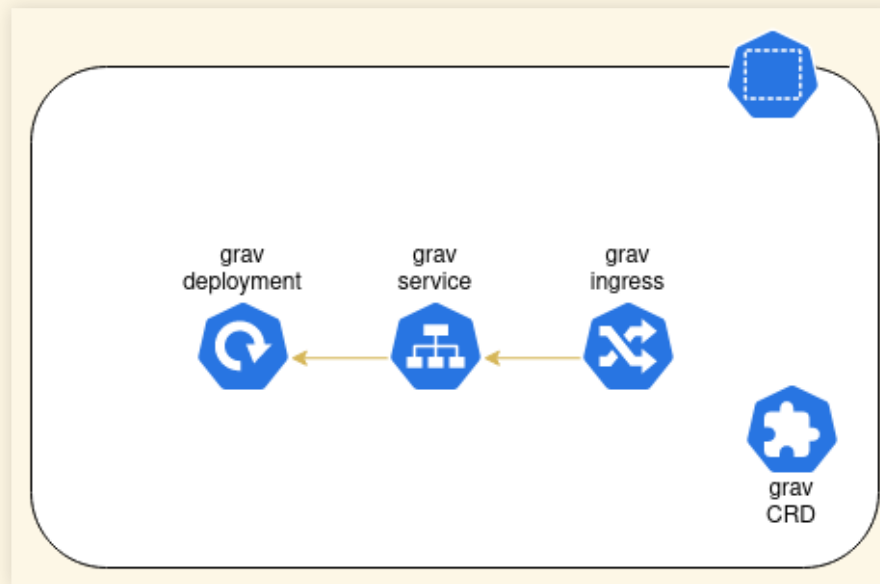 grav
deployment
grav
service
grav
ingress
grav
CRD